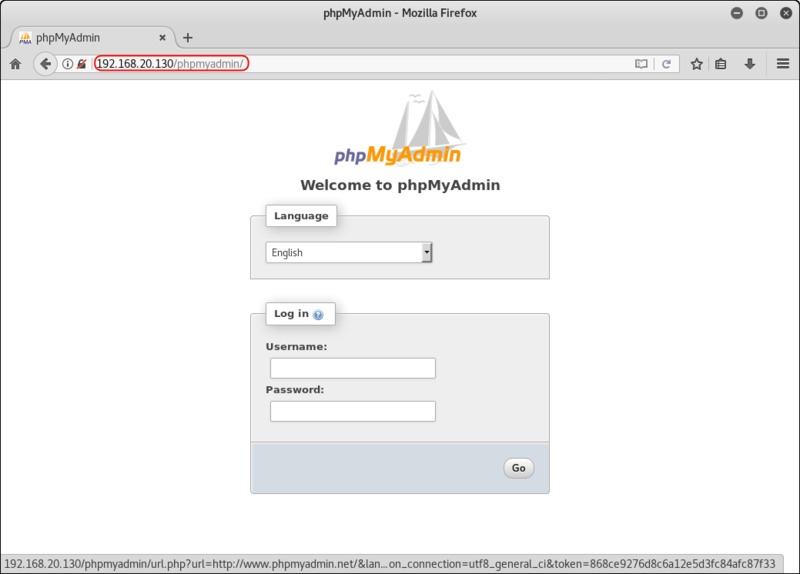 phpMyAdmin - Mozilla Firefox
PMA phpMyAdmin
192.168.20.130/phpmyadmin/
phpMyAdmin
Welcome to phpMyAdmin
Language
English
Log in
Username:
Password:
Go
192.168.20.130/phpmyadmin/url.php?url=http://www.phpmyadmin.net/&lan...on_connection=utf8_general_ci&token=868ce9276d8c6a12e5d3fc84afc87f33